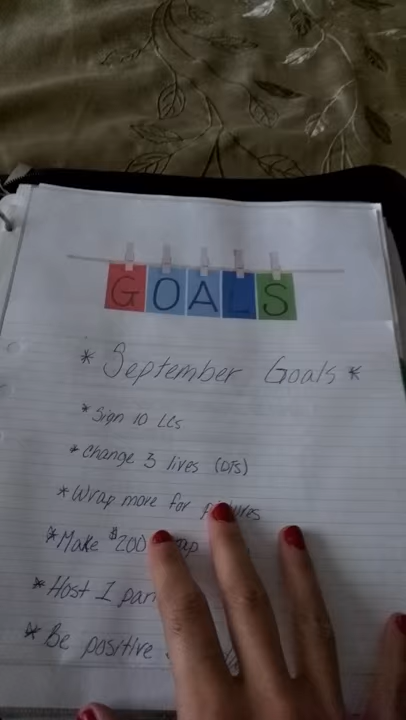 GOALS
* September Goals *
* Sign 10 LCs
* Change 3 lives (DTs)
* Wrap more for pictures
* Make $200
* Host 1
* Be positive